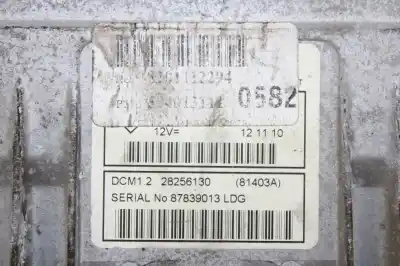 0582
12V= 12 11 10
DCM1.2 28256130 (81403A)
SERIAL No 87839013 LDG